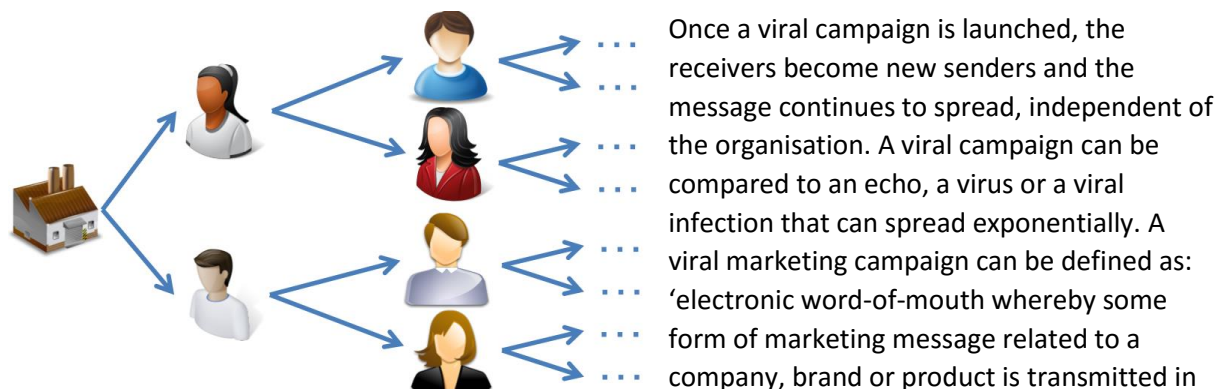 Once a viral campaign is launched, the
receivers become new senders and the
message continues to spread, independent of
the organisation. A viral campaign can be
compared to an echo, a virus or a viral
infection that can spread exponentially. A
viral marketing campaign can be defined as:
‘electronic word-of-mouth whereby some
form of marketing message related to a
company, brand or product is transmitted in